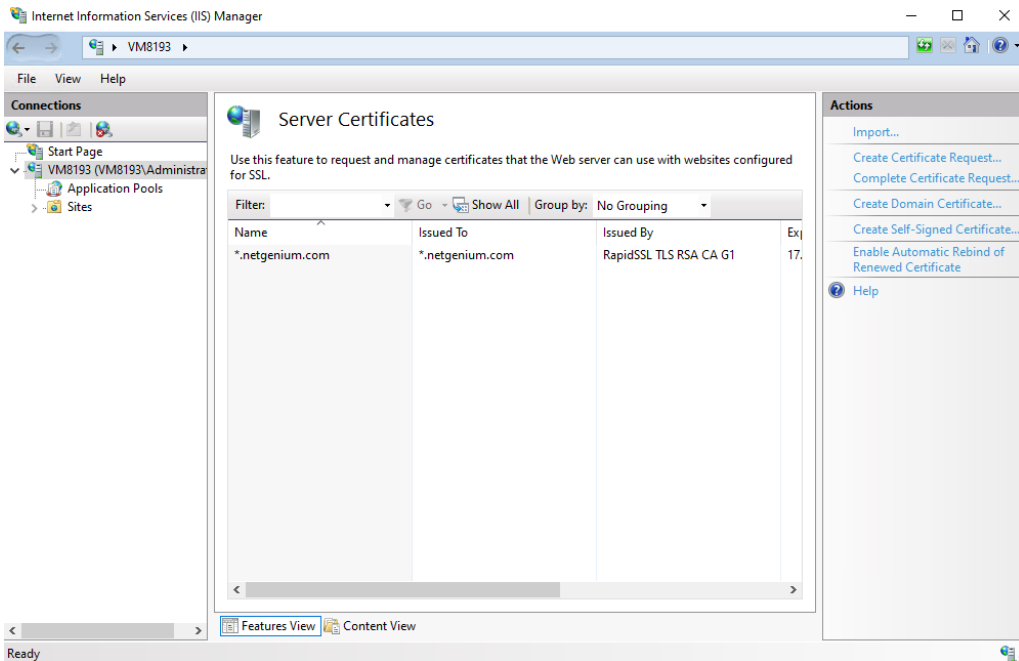 Internet Information Services (IIS) Manager
VM8193
File View Help
Connections
Start Page
VM8193 (VM8193\Administra
Application Pools
Sites
Server Certificates
Use this feature to request and manage certificates that the Web server can use with websites configured
for SSL.
Filter: Go Show All Group by: No Grouping
Name Issued To Issued By Exp
*.netgenium.com *.netgenium.com RapidSSL TLS RSA CA G1 17.
Features View Content View
Actions
Import...
Create Certificate Request...
Complete Certificate Request...
Create Domain Certificate...
Create Self-Signed Certificate...
Enable Automatic Rebind of
Renewed Certificate
Help
Ready